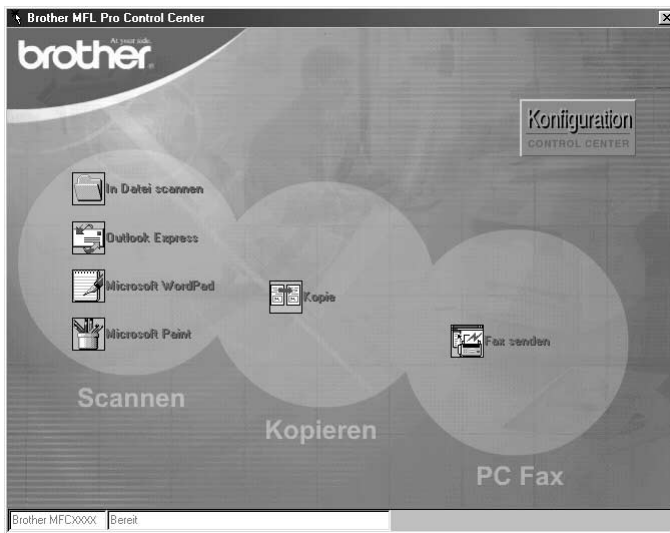 Brother MFL Pro Control Center
At your side.
brother
Konfiguration
CONTROL CENTER
In Datei scannen
Outlook Express
Microsoft WordPad
Microsoft Paint
Scannen
Kopie
Kopieren
Fax senden
PC Fax
Brother MFCXXXX
Bereit